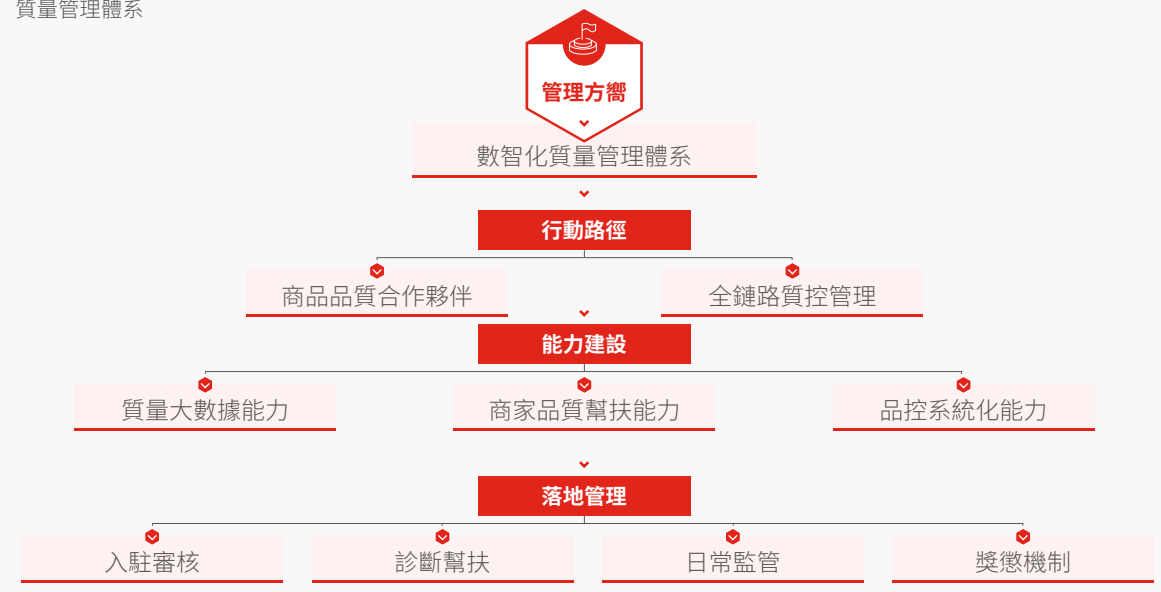 質量管理體系
管理方嚮
數智化質量管理體系
行動路徑
商品品質合作夥伴
全鏈路質控管理
能力建設
質量大數據能力
商家品質幫扶能力
品控系統化能力
落地管理
入駐審核
診斷幫扶
日常監管
獎懲機制